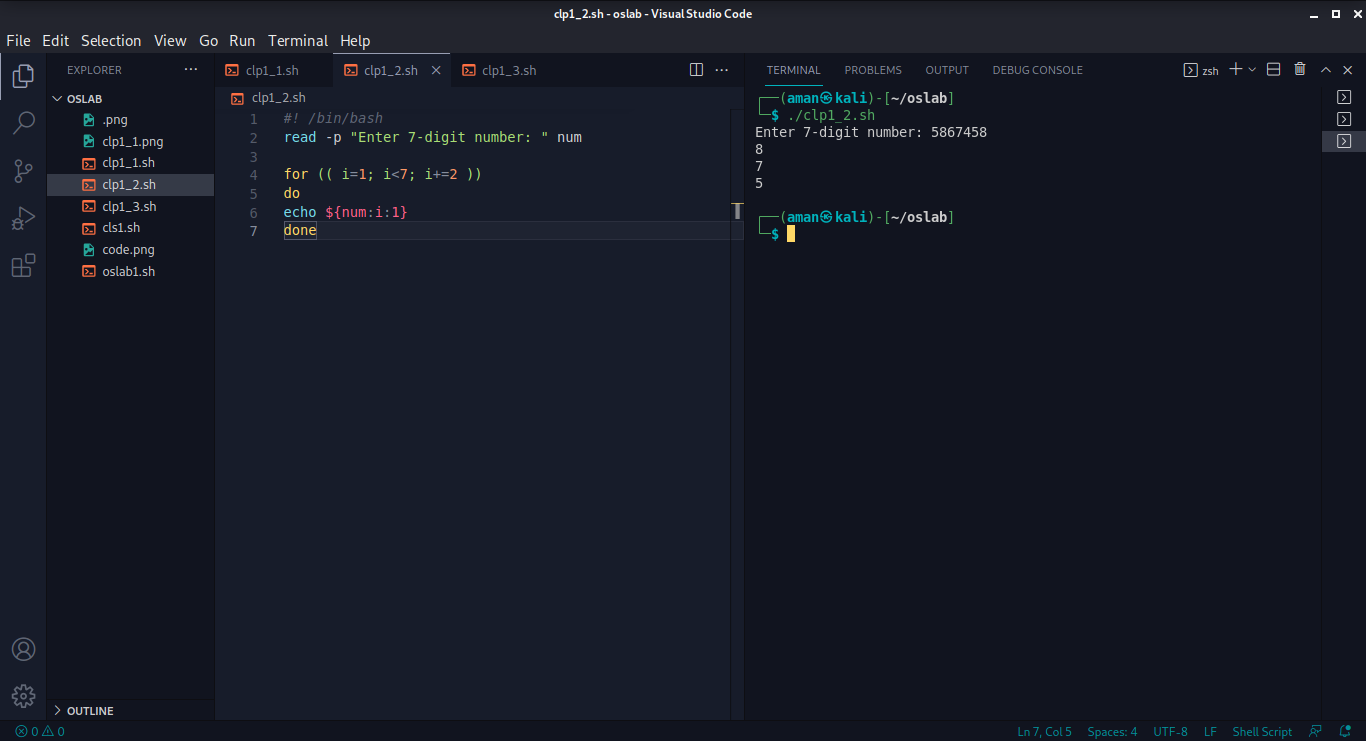 clp1_2.sh - oslab - Visual Studio Code
File Edit Selection View Go Run Terminal Help
EXPLORER
OSLAB
.png
clp1_1.png
clp1_1.sh
clp1_2.sh
clp1_3.sh
cls1.sh
code.png
oslab1.sh
OUTLINE
clp1_1.sh clp1_2.sh clp1_3.sh
clp1_2.sh
1 #! /bin/bash
2 read -p "Enter 7-digit number: " num
3
4 for (( i=1; i<7; i+=2 ))
5 do
6 echo ${num:i:1}
7 done
TERMINAL PROBLEMS OUTPUT DEBUG CONSOLE zsh
┌──(aman㉿kali)-[~/oslab]
└─$ ./clp1_2.sh
Enter 7-digit number: 5867458
8
7
5
┌──(aman㉿kali)-[~/oslab]
└─$
0 0 Ln 7, Col 5 Spaces: 4 UTF-8 LF Shell Script